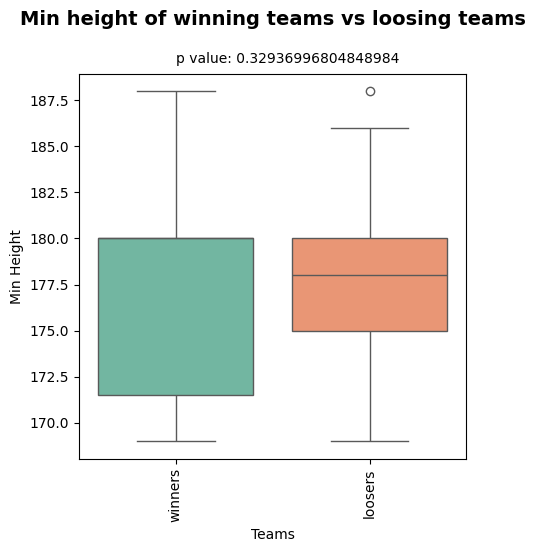 Min height of winning teams vs loosing teams
p value: 0.32936996804848984
187.5
185.0
182.5
180.0
177.5
175.0
172.5
170.0
Min Height
winners
loosers
Teams